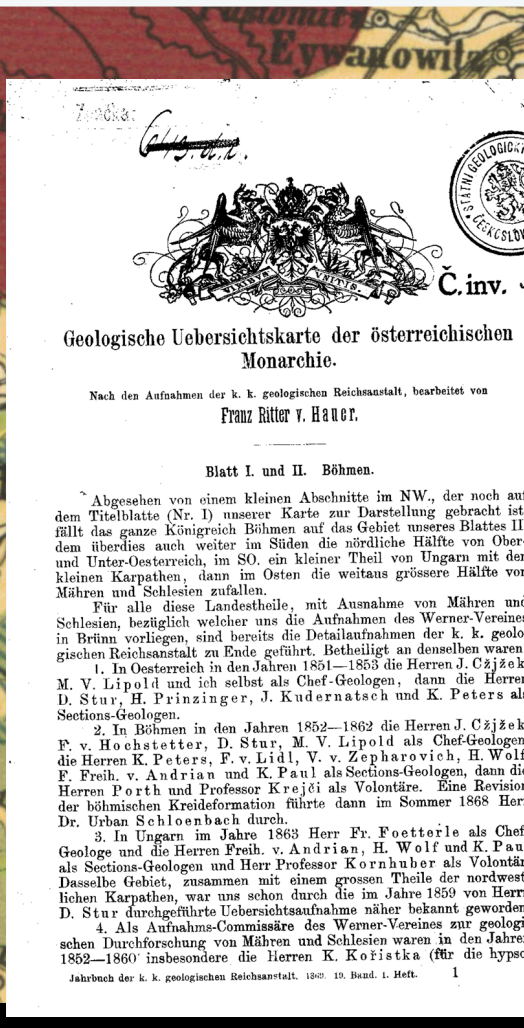 Eywanowitz
Značka:
Č. inv.
STÁTNÍ GEOLOGICKÝ
VIRIBUS UNITIS.
Geologische Uebersichtskarte der österreichischen
Monarchie.
Nach den Aufnahmen der k. k. geologischen Reichsanstalt, bearbeitet von
Franz Ritter v. Hauer.
Blatt I. und II. Böhmen.
Abgesehen von einem kleinen Abschnitte im NW., der noch auf
dem Titelblatte (Nr. I) unserer Karte zur Darstellung gebracht ist
fällt das ganze Königreich Böhmen auf das Gebiet unseres Blattes II
dem überdies auch weiter im Süden die nördliche Hälfte von Ober-
und Unter-Oesterreich, im SO. ein kleiner Theil von Ungarn mit den
kleinen Karpathen, dann im Osten die weitaus grössere Hälfte von
Mähren und Schlesien zufallen.
Für alle diese Landestheile, mit Ausnahme von Mähren und
Schlesien, bezüglich welcher uns die Aufnahmen des Werner-Vereines
in Brünn vorliegen, sind bereits die Detailaufnahmen der k. k. geolo-
gischen Reichsanstalt zu Ende geführt. Betheiligt an denselben waren
1. In Oesterreich in den Jahren 1851—1853 die Herren J. Cžjžek
M. V. Lipold und ich selbst als Chef-Geologen, dann die Herren
D. Stur, H. Prinzinger, J. Kudernatsch und K. Peters als
Sections-Geologen.
2. In Böhmen in den Jahren 1852—1862 die Herren J. Cžjžek
F. v. Hochstetter, D. Stur, M. V. Lipold als Chef-Geologen
die Herren K. Peters, F. v. Lidl, V. v. Zepharovich, H. Wolf
F. Freih. v. Andrian und K. Paul als Sections-Geologen, dann die
Herren Porth und Professor Krejči als Volontäre. Eine Revision
der böhmischen Kreideformation führte dann im Sommer 1868 Herr
Dr. Urban Schloenbach durch.
3. In Ungarn im Jahre 1863 Herr Fr. Foetterle als Chef
Geologe und die Herren Freih. v. Andrian, H. Wolf und K. Pau
als Sections-Geologen und Herr Professor Kornhuber als Volontär
Dasselbe Gebiet, zusammen mit einem grossen Theile der nordwest
lichen Karpathen, war uns schon durch die im Jahre 1859 von Herrn
D. Stur durchgeführte Uebersichtsaufnahme näher bekannt geworden
4. Als Aufnahms-Commissäre des Werner-Vereines zur geologi
schen Durchforschung von Mähren und Schlesien waren in den Jahren
1852—1860 insbesondere die Herren K. Kořistka (für die hypso
Jahrbuch der k. k. geologischen Reichsanstalt. 1869. 19. Band. 1. Heft. 1